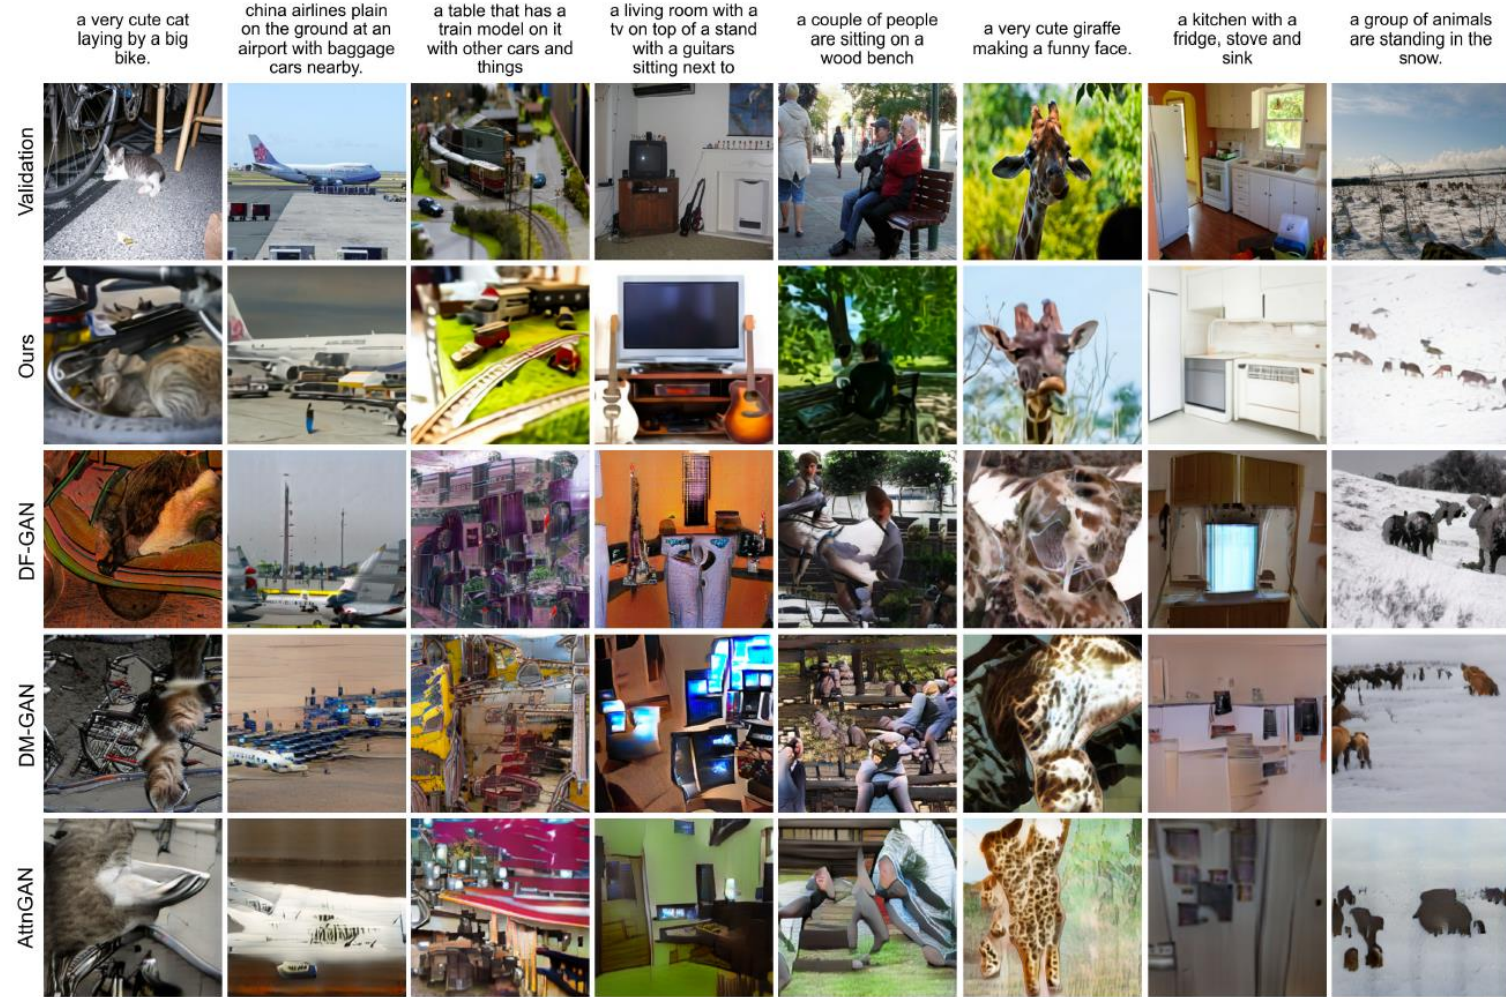 a very cute cat
laying by a big
bike.
china airlines plain
on the ground at an
airport with baggage
cars nearby.
a table that has a
train model on it
with other cars and
things
a living room with a
tv on top of a stand
with a guitars
sitting next to
a couple of people
are sitting on a
wood bench
a very cute giraffe
making a funny face.
a kitchen with a
fridge, stove and
sink
a group of animals
are standing in the
snow.
Validation
Ours
DF-GAN
DM-GAN
AttnGAN